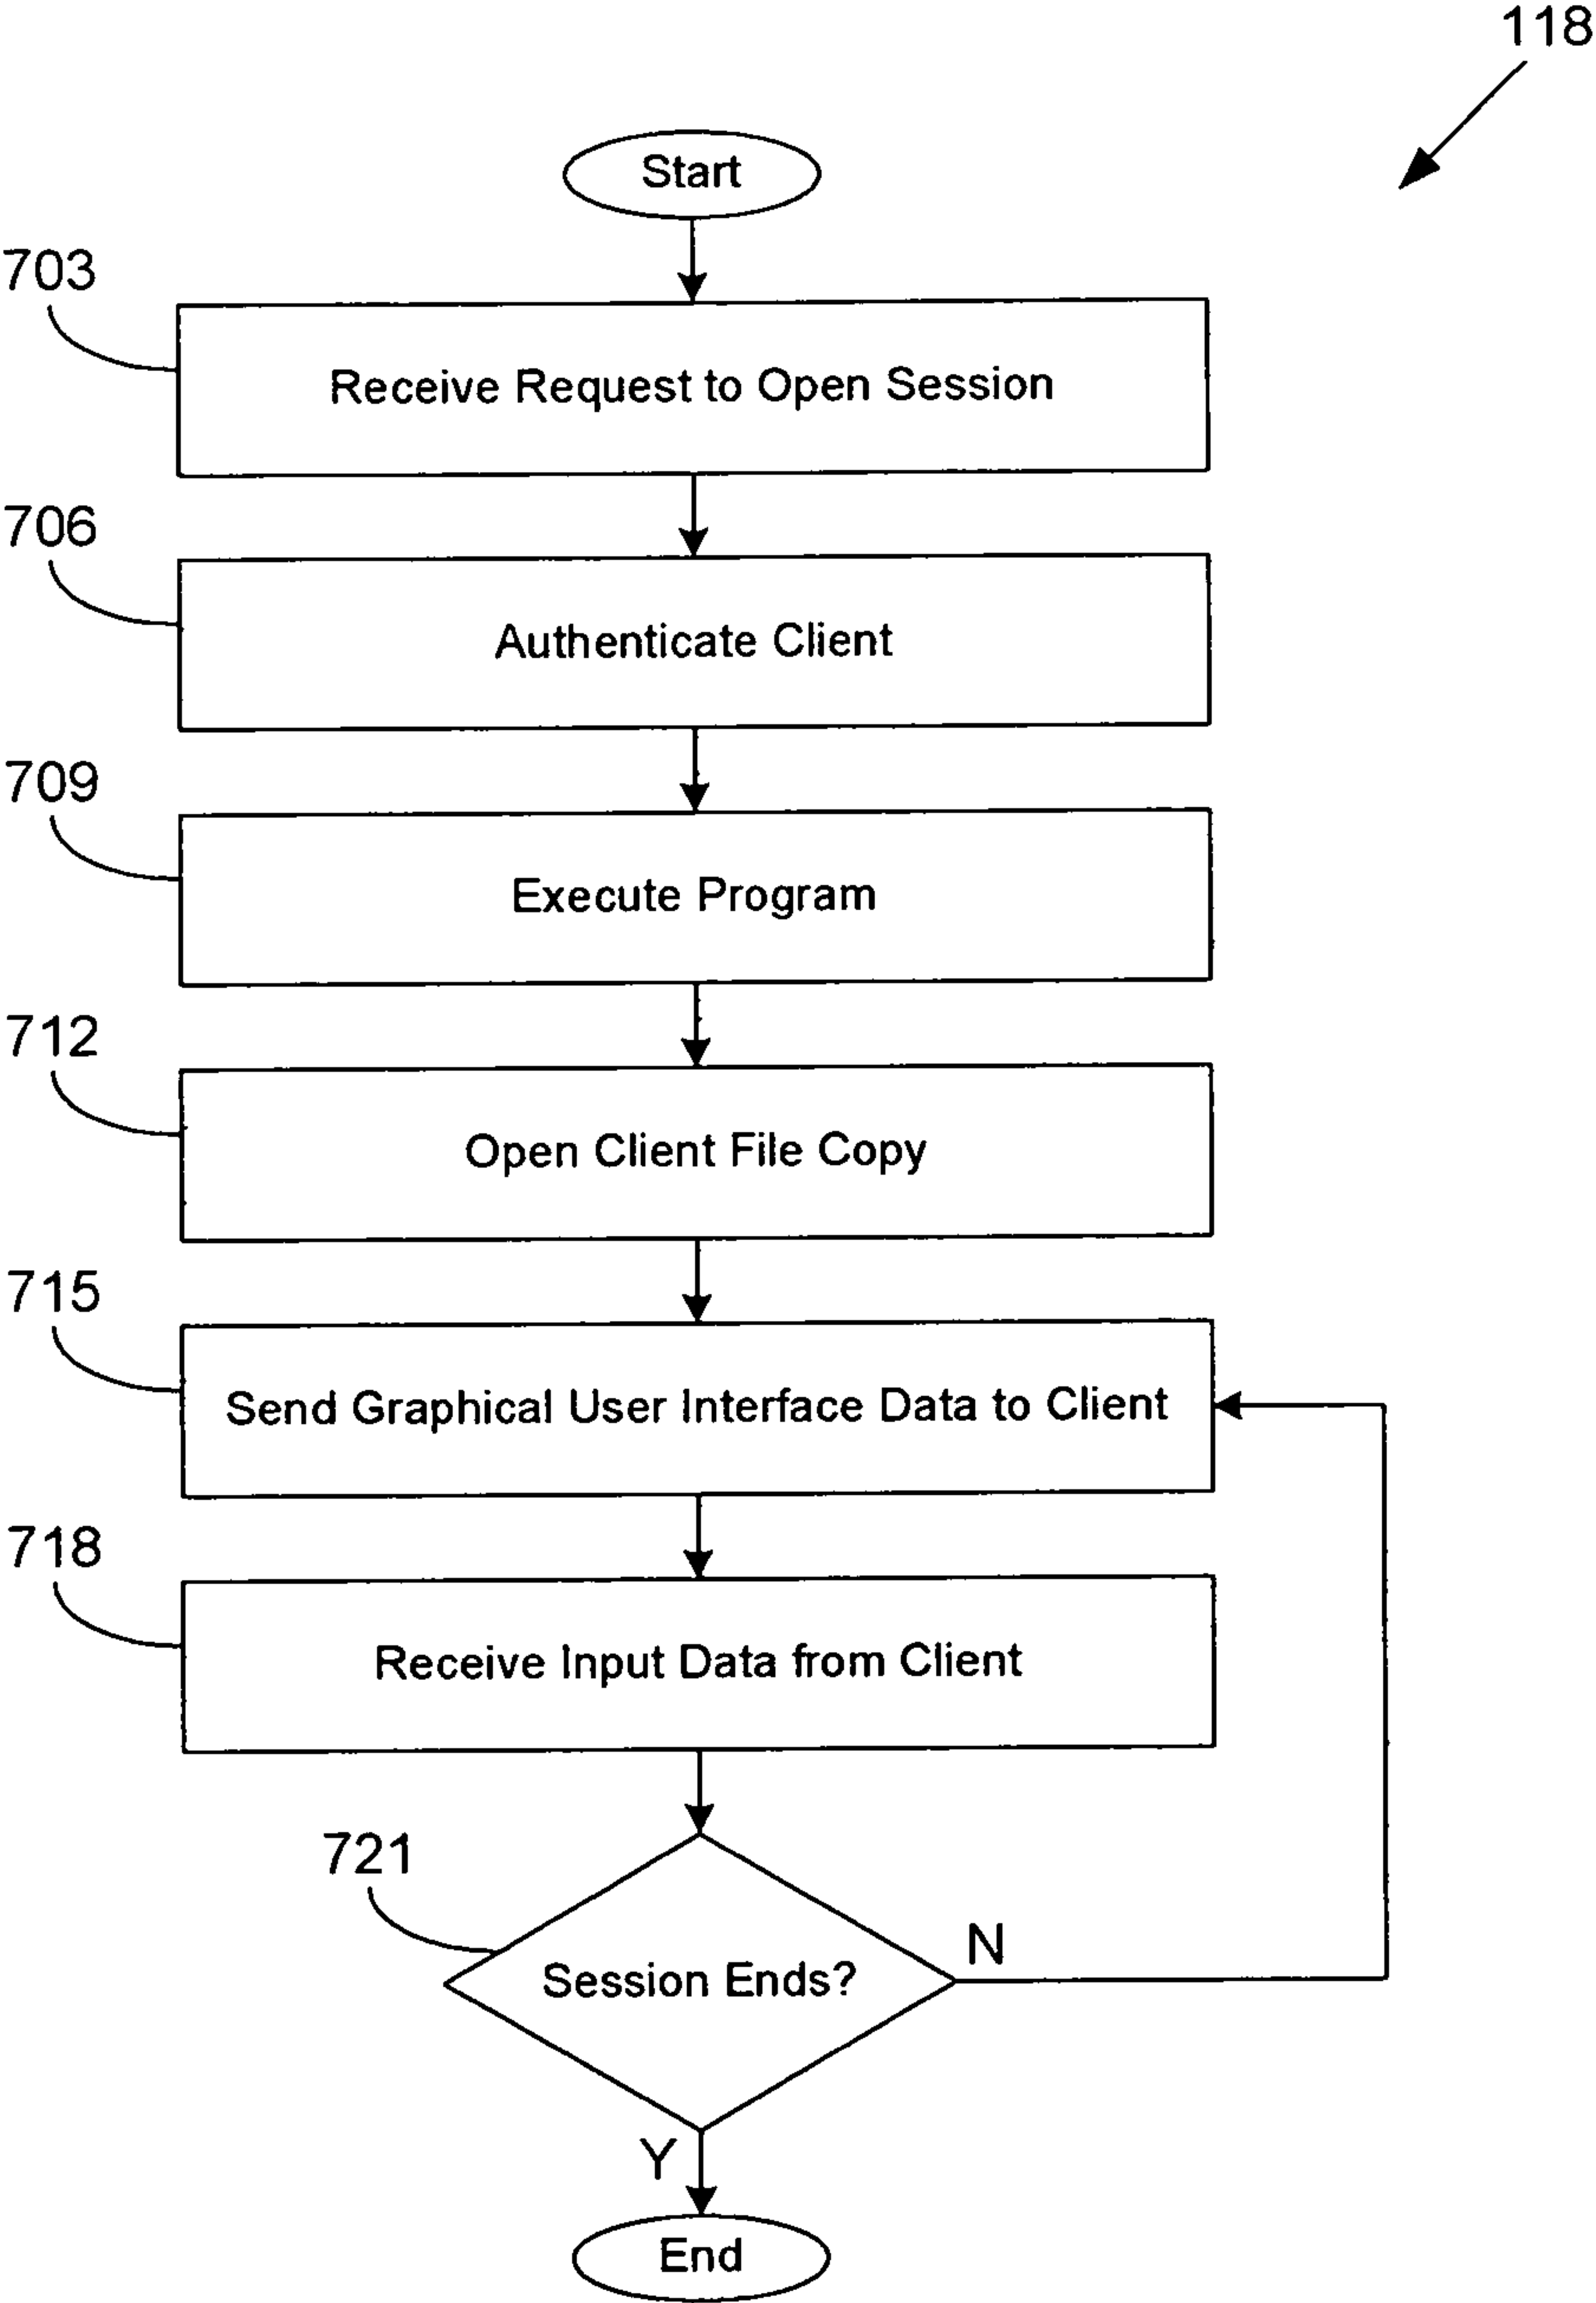 118
Start
703
Receive Request to Open Session
706
Authenticate Client
709
Execute Program
712
Open Client File Copy
715
Send Graphical User Interface Data to Client
718
Receive Input Data from Client
721
N
Session Ends?
Y
End